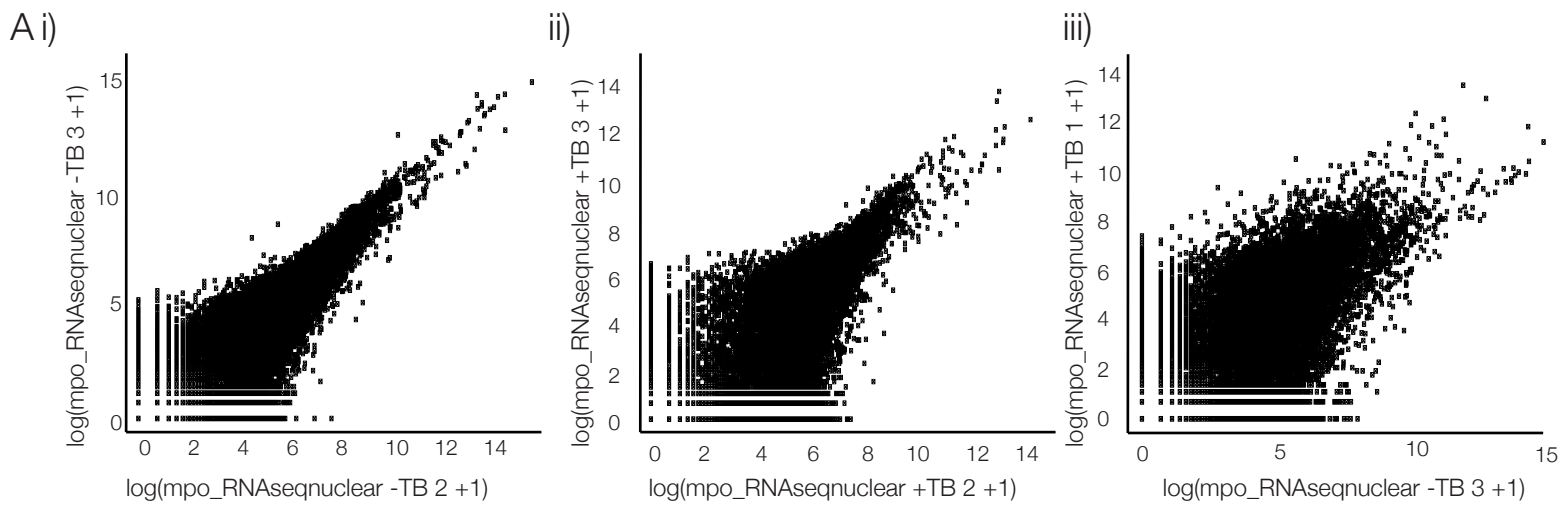 A i)
15
10
5
0
log(mpo_RNAseqnuclear -TB 3 +1)
0 2 4 6 8 10 12 14
log(mpo_RNAseqnuclear -TB 2 +1)
ii)
14
12
10
8
6
4
2
0
log(mpo_RNAseqnuclear +TB 3 +1)
0 2 4 6 8 10 12 14
log(mpo_RNAseqnuclear +TB 2 +1)
iii)
14
12
10
8
6
4
2
0
log(mpo_RNAseqnuclear +TB 1 +1)
0 5 10 15
log(mpo_RNAseqnuclear -TB 3 +1)